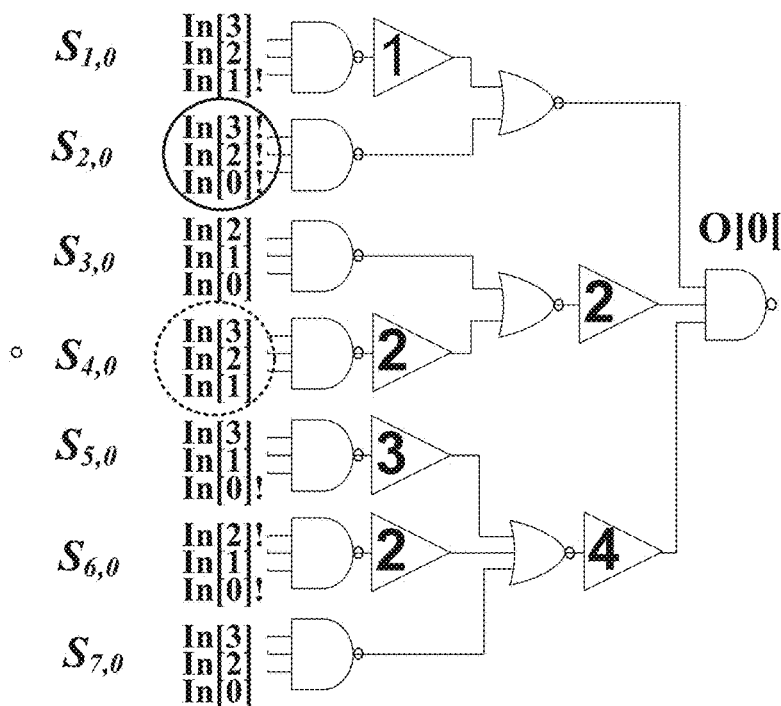 S1,0
In[3]
In[2]
In[1]!
1
S2,0
In[3]!
In[2]!
In[0]!
S3,0
In[2]
In[1]
In[0]
O[0[
2
S4,0
In[3]
In[2]
In[1]
2
S5,0
In[3]
In[1]
In[0]!
3
S6,0
In[2]!
In[1]
In[0]!
2
4
S7,0
In[3]
In[2]
In[0]